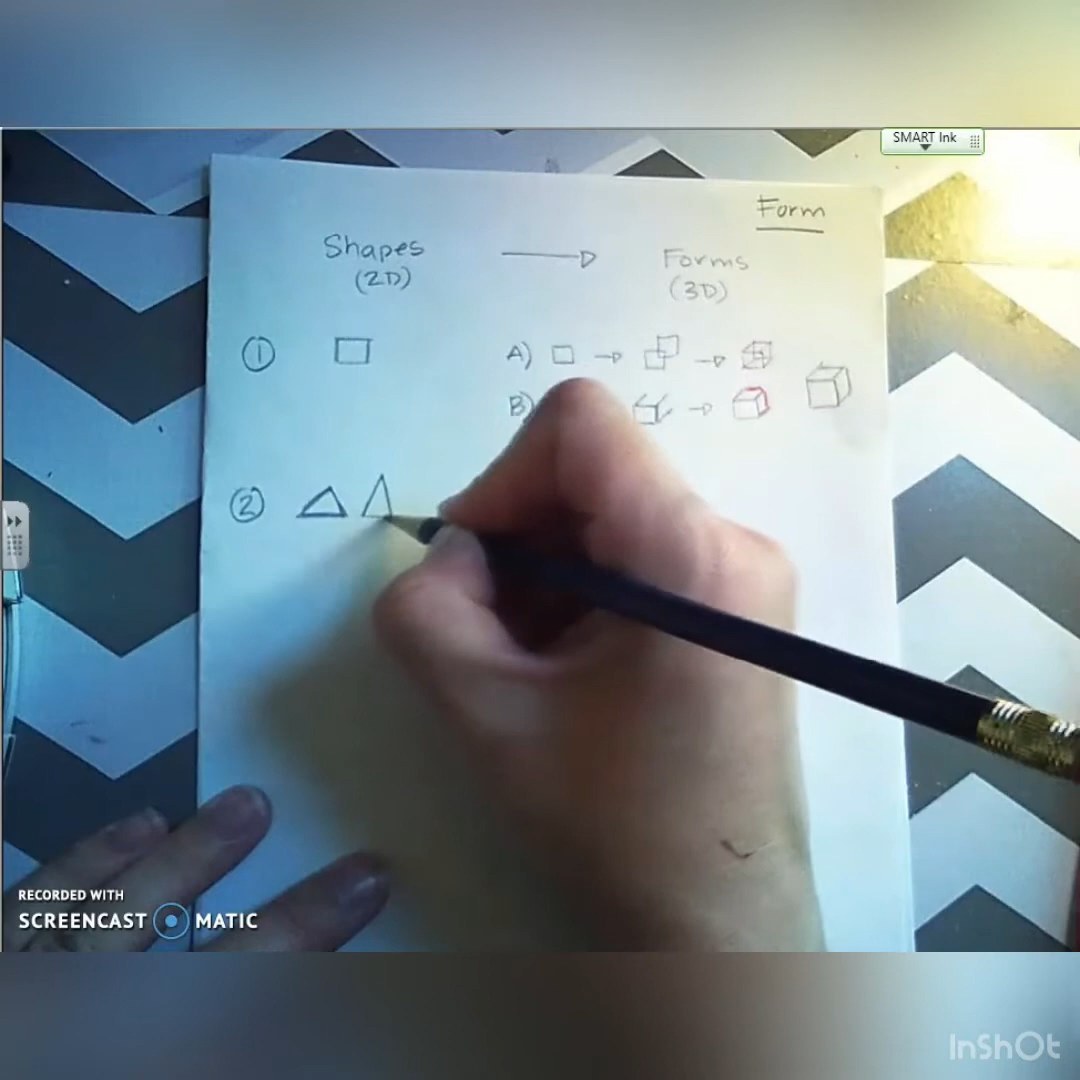 SMART Ink
Form
Shapes
(2D)
Forms
(3D)
①
A)
B)
②
RECORDED WITH
SCREENCAST MATIC
InShOt